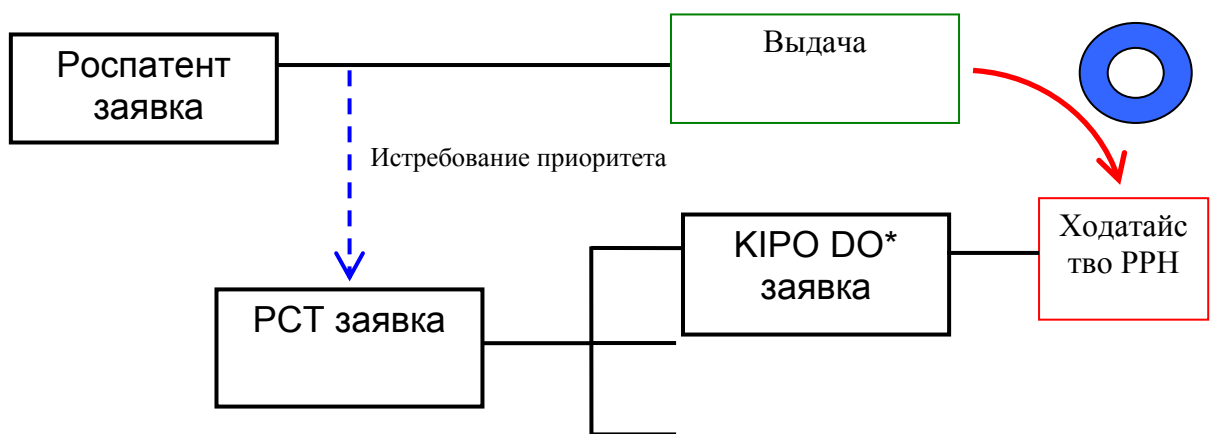 Роспатент
заявка
Выдача
Истребование приоритета
KIPO DO*
заявка
Ходатайс
тво PPH
PCT заявка